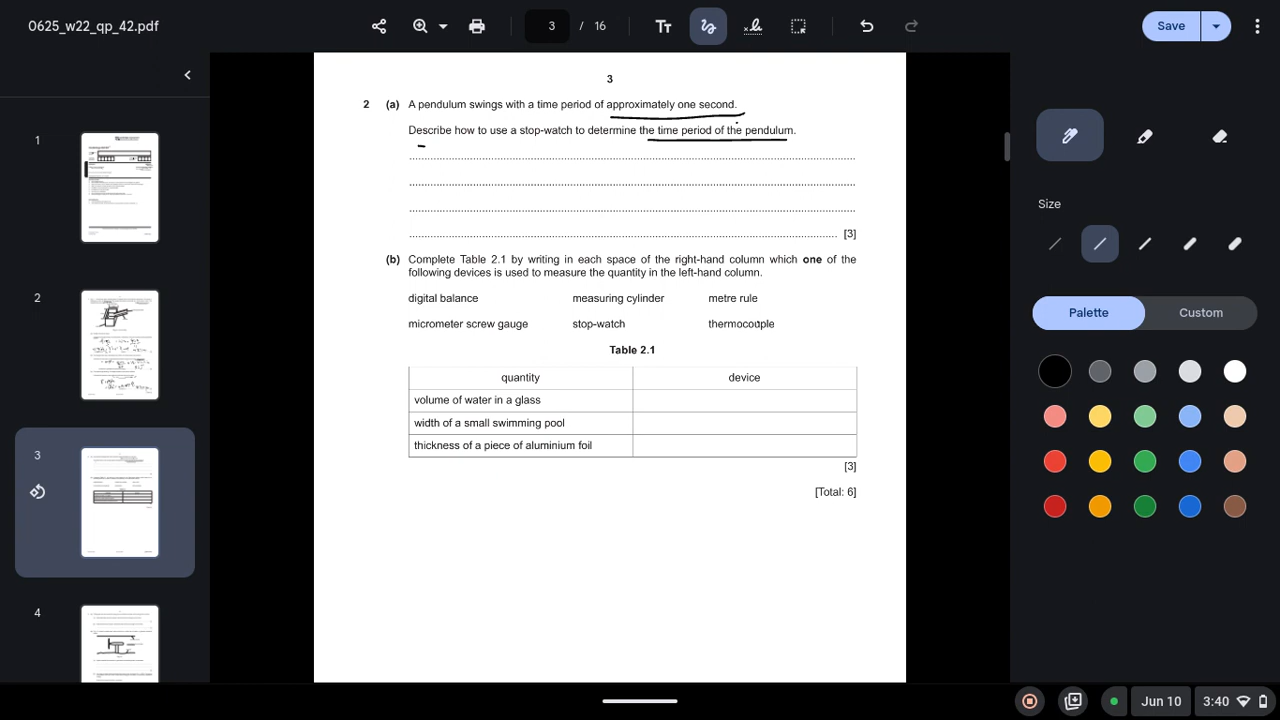 0625_w22_qp_42.pdf
3 / 16
Save
1
2
3
4
3
2 (a) A pendulum swings with a time period of approximately one second.
Describe how to use a stop-watch to determine the time period of the pendulum.
[3]
(b) Complete Table 2.1 by writing in each space of the right-hand column which one of the
following devices is used to measure the quantity in the left-hand column.
digital balance measuring cylinder metre rule
micrometer screw gauge stop-watch thermocouple
Table 2.1
quantity device
volume of water in a glass
width of a small swimming pool
thickness of a piece of aluminium foil
[3]
[Total: 6]
Size
Palette Custom
Jun 10 3:40